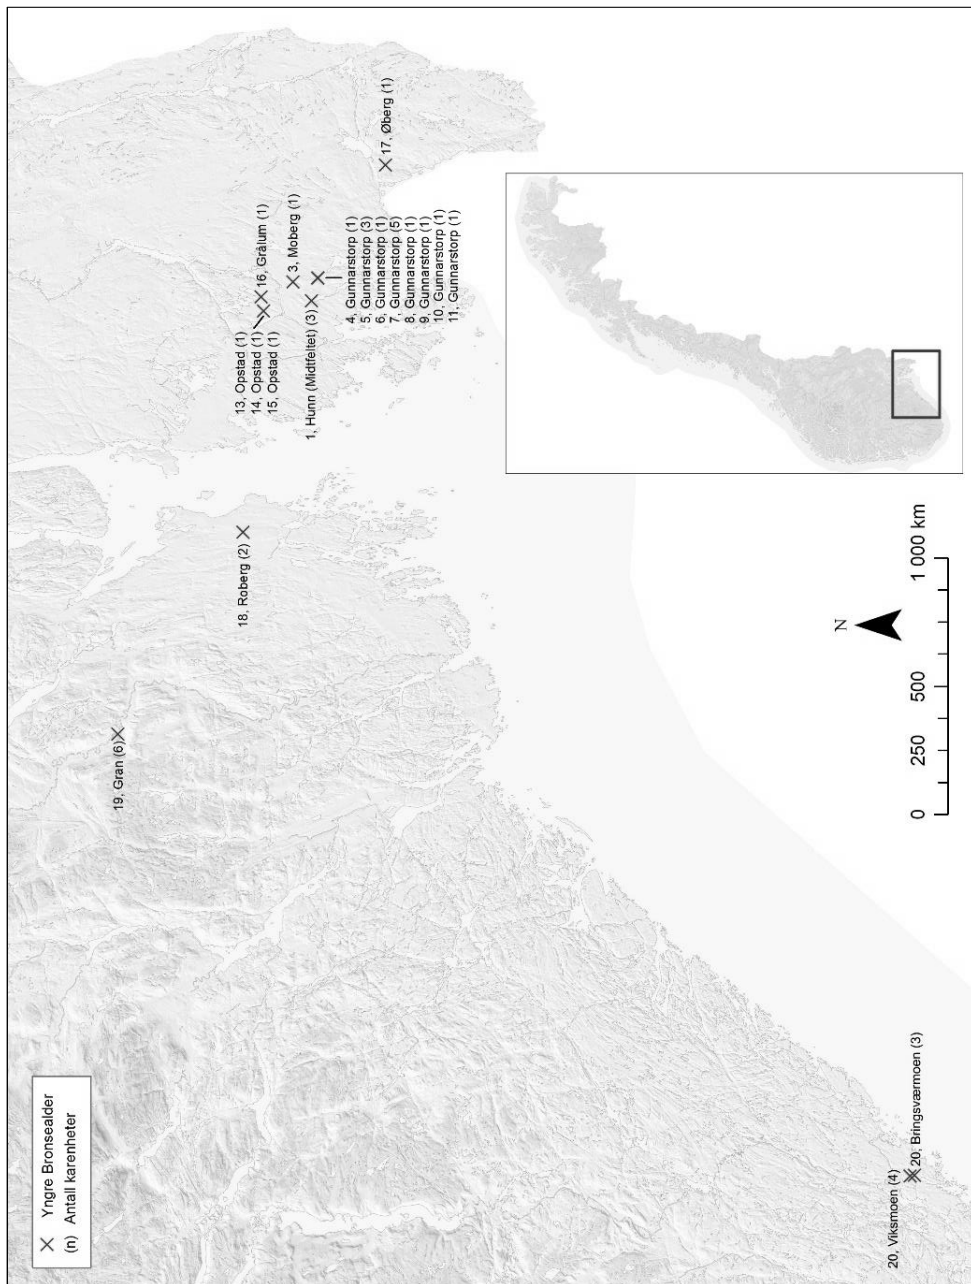 Yngre Bronsealder
(n) Antall karenheter
19, Gran (6)
18, Roberg (2)
13, Opstad (1)
14, Opstad (1)
15, Opstad (1)
16, Grålum (1)
3, Moberg (1)
1, Hunn (Midtfeltet) (3)
4, Gunnarstorp (1)
5, Gunnarstorp (3)
6, Gunnarstorp (1)
7, Gunnarstorp (5)
8, Gunnarstorp (1)
9, Gunnarstorp (1)
10, Gunnarstorp (1)
11, Gunnarstorp (1)
17, Øberg (1)
20, Viksmoen (4)
20, Bringsværmoen (3)
N
0 250 500 1 000 km